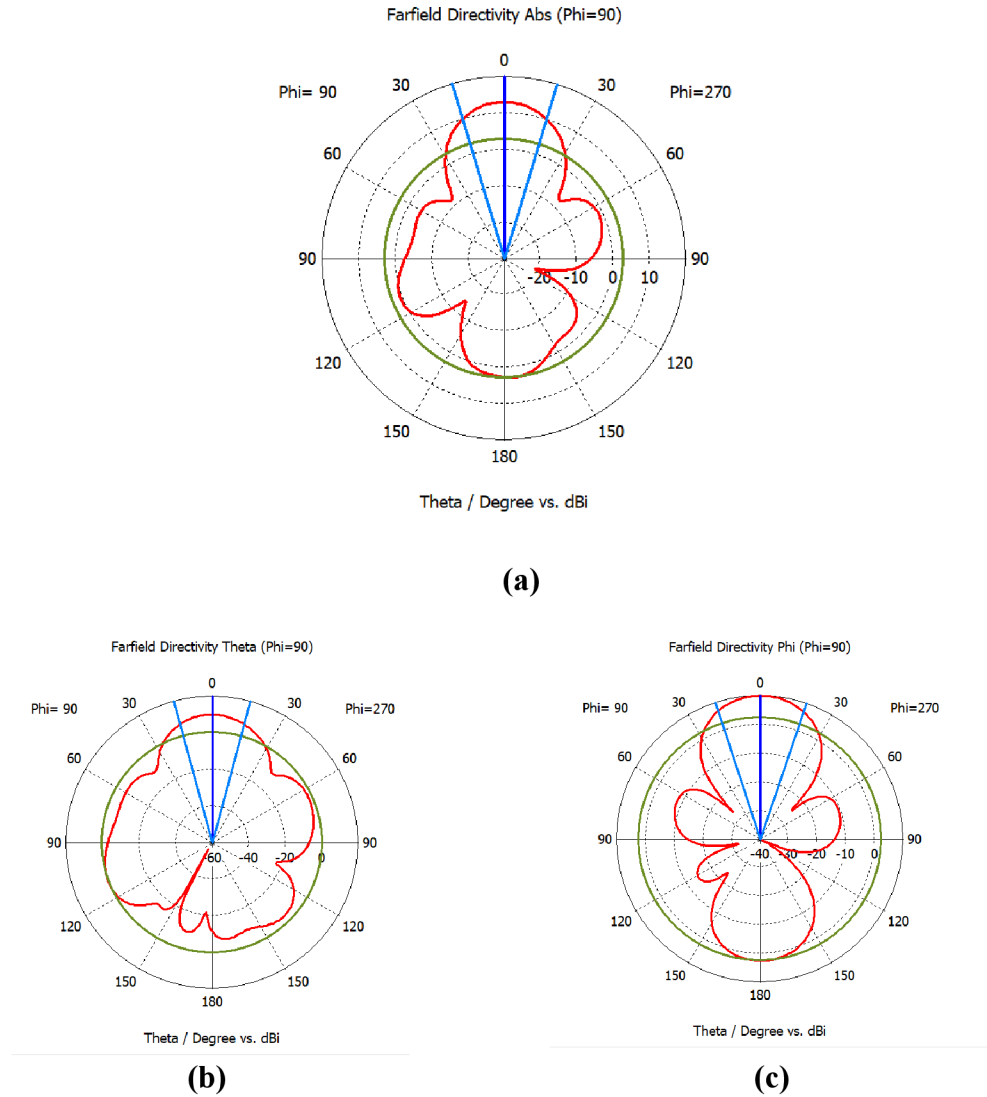 Farfield Directivity Abs (Phi=90)
0
Phi= 90 30 30 Phi=270
60 60
90 -20 -10 0 10 90
120 120
150 150
180
Theta / Degree vs. dBi
(a)
Farfield Directivity Theta (Phi=90)
0
Phi= 90 30 30 Phi=270
60 60
90 -60 -40 -20 0 90
120 120
150 150
180
Theta / Degree vs. dBi
(b)
Farfield Directivity Phi (Phi=90)
0
Phi= 90 30 30 Phi=270
60 60
90 -40 -30 -20 -10 0 90
120 120
150 150
180
Theta / Degree vs. dBi
(c)